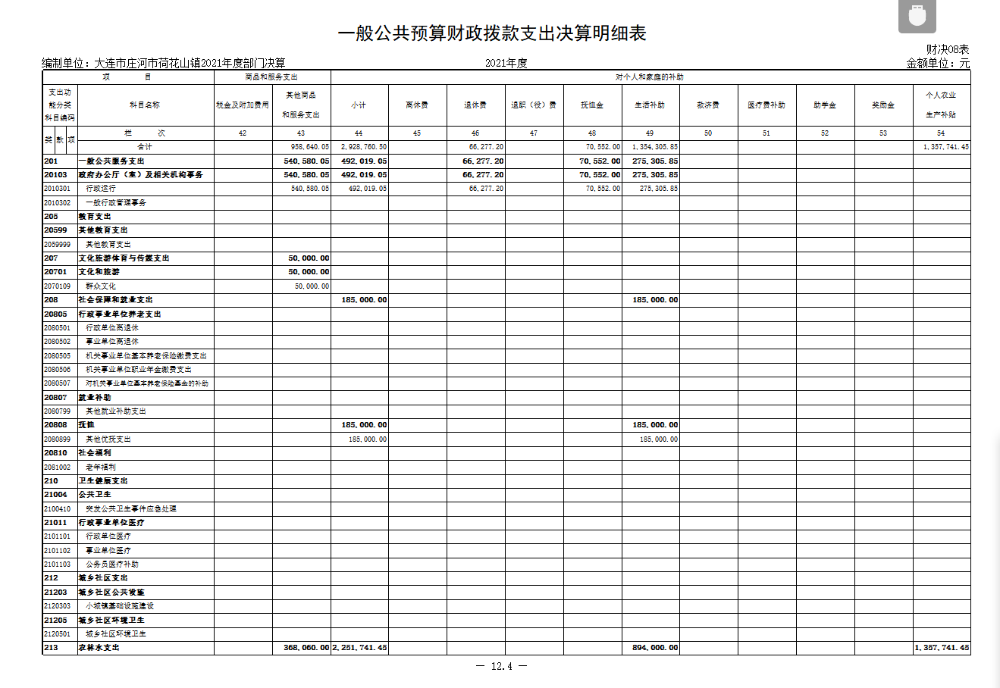 一般公共预算财政拨款支出决算明细表
财决08表
编制单位：大连市庄河市荷花山镇2021年度部门决算 2021年度 金额单位：元
项 目 商品和服务支出 对个人和家庭的补助
支出功能分类科目编码 科目名称 税金及附加费用 其他商品和服务支出 小计 离休费 退休费 退职（役）费 抚恤金 生活补助 救济费 医疗费补助 助学金 奖励金 个人农业生产补贴
类 款 项 栏 次 42 43 44 45 46 47 48 49 50 51 52 53 54
合计 958,640.05 2,928,760.50 66,277.20 70,552.00 1,354,305.85 1,357,741.45
201 一般公共服务支出 540,580.05 492,019.05 66,277.20 70,552.00 275,305.85
20103 政府办公厅（室）及相关机构事务 540,580.05 492,019.05 66,277.20 70,552.00 275,305.85
2010301 行政运行 540,580.05 492,019.05 66,277.20 70,552.00 275,305.85
2010302 一般行政管理事务
205 教育支出
20599 其他教育支出
2059999 其他教育支出
207 文化旅游体育与传媒支出 50,000.00
20701 文化和旅游 50,000.00
2070109 群众文化 50,000.00
208 社会保障和就业支出 185,000.00 185,000.00
20805 行政事业单位养老支出
2080501 行政单位离退休
2080502 事业单位离退休
2080505 机关事业单位基本养老保险缴费支出
2080506 机关事业单位职业年金缴费支出
2080507 对机关事业单位基本养老保险基金的补助
20807 就业补助
2080799 其他就业补助支出
20808 抚恤 185,000.00 185,000.00
2080899 其他优抚支出 185,000.00 185,000.00
20810 社会福利
2081002 老年福利
210 卫生健康支出
21004 公共卫生
2100410 突发公共卫生事件应急处理
21011 行政事业单位医疗
2101101 行政单位医疗
2101102 事业单位医疗
2101103 公务员医疗补助
212 城乡社区支出
21203 城乡社区公共设施
2120303 小城镇基础设施建设
21205 城乡社区环境卫生
2120501 城乡社区环境卫生
213 农林水支出 368,060.00 2,251,741.45 894,000.00 1,357,741.45
— 12.4 —